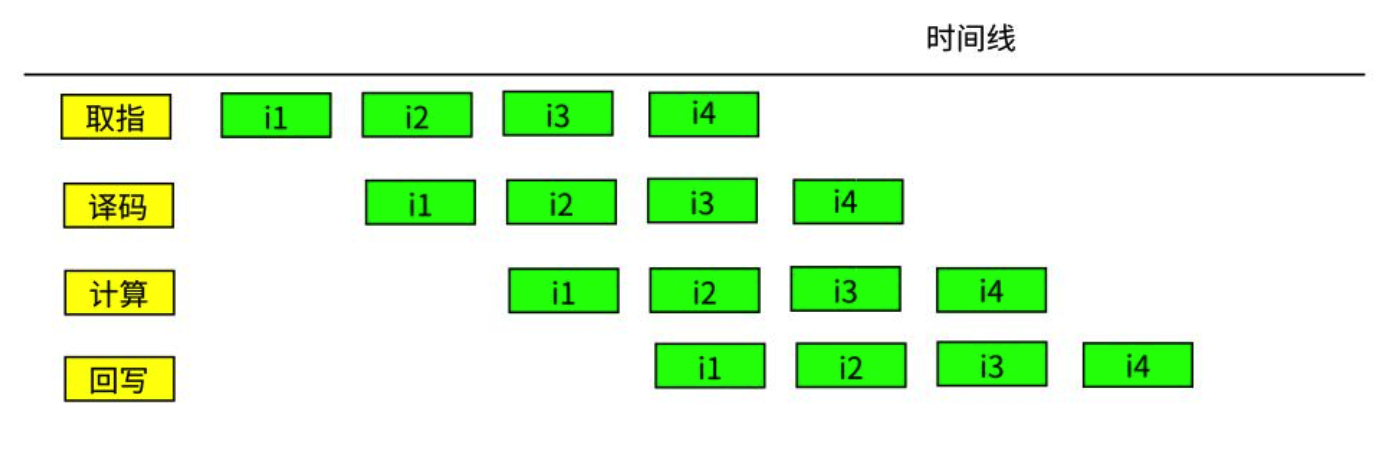 时间线
取指 i1 i2 i3 i4
译码 i1 i2 i3 i4
计算 i1 i2 i3 i4
回写 i1 i2 i3 i4